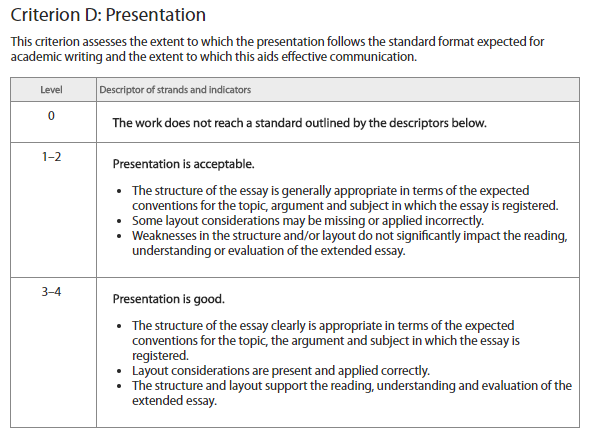 Criterion D: Presentation
This criterion assesses the extent to which the presentation follows the standard format expected for
academic writing and the extent to which this aids effective communication.
Level Descriptor of strands and indicators
0 The work does not reach a standard outlined by the descriptors below.
1–2 Presentation is acceptable.
• The structure of the essay is generally appropriate in terms of the expected
conventions for the topic, argument and subject in which the essay is registered.
• Some layout considerations may be missing or applied incorrectly.
• Weaknesses in the structure and/or layout do not significantly impact the reading,
understanding or evaluation of the extended essay.
3–4 Presentation is good.
• The structure of the essay clearly is appropriate in terms of the expected
conventions for the topic, the argument and subject in which the essay is
registered.
• Layout considerations are present and applied correctly.
• The structure and layout support the reading, understanding and evaluation of the
extended essay.